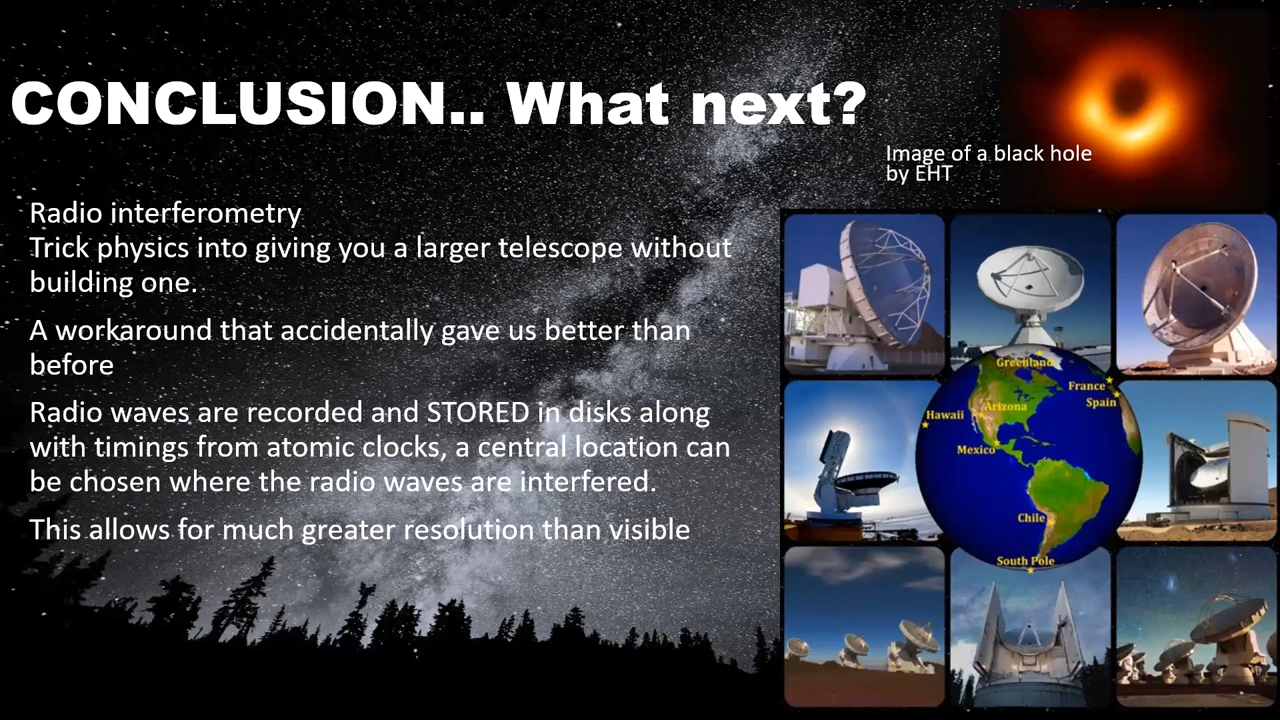 CONCLUSION.. What next?
Image of a black hole
by EHT
Radio interferometry
Trick physics into giving you a larger telescope without
building one.
A workaround that accidentally gave us better than
before
Radio waves are recorded and STORED in disks along
with timings from atomic clocks, a central location can
be chosen where the radio waves are interfered.
This allows for much greater resolution than visible
Greenland
France
Spain
Hawaii
Arizona
Mexico
Chile
South Pole